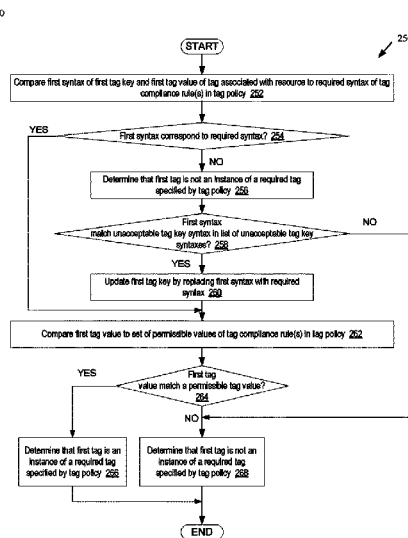 0
25
START
Compare first syntax of first tag key and first tag value of tag associated with resource to required syntax of tag
compliance rule(s) in tag policy 252
YES
First syntax correspond to required syntax? 254
NO
Determine that first tag is not an instance of a required tag
specified by tag policy 256
First syntax
match unacceptable tag key syntax in list of unacceptable tag key
syntaxes? 258
NO
YES
Update first tag key by replacing first syntax with required
syntax 260
Compare first tag value to set of permissible values of tag compliance rule(s) in tag policy 262
YES
First tag
value match a permissible tag value?
264
NO
Determine that first tag is an
instance of a required tag
specified by tag policy 266
Determine that first tag is not an
instance of a required tag
specified by tag policy 268
END